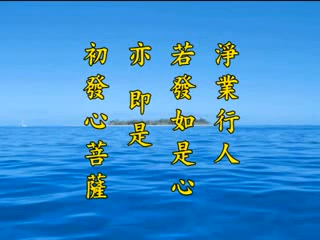 淨業行人
若發如是心
亦即是
初發心菩薩